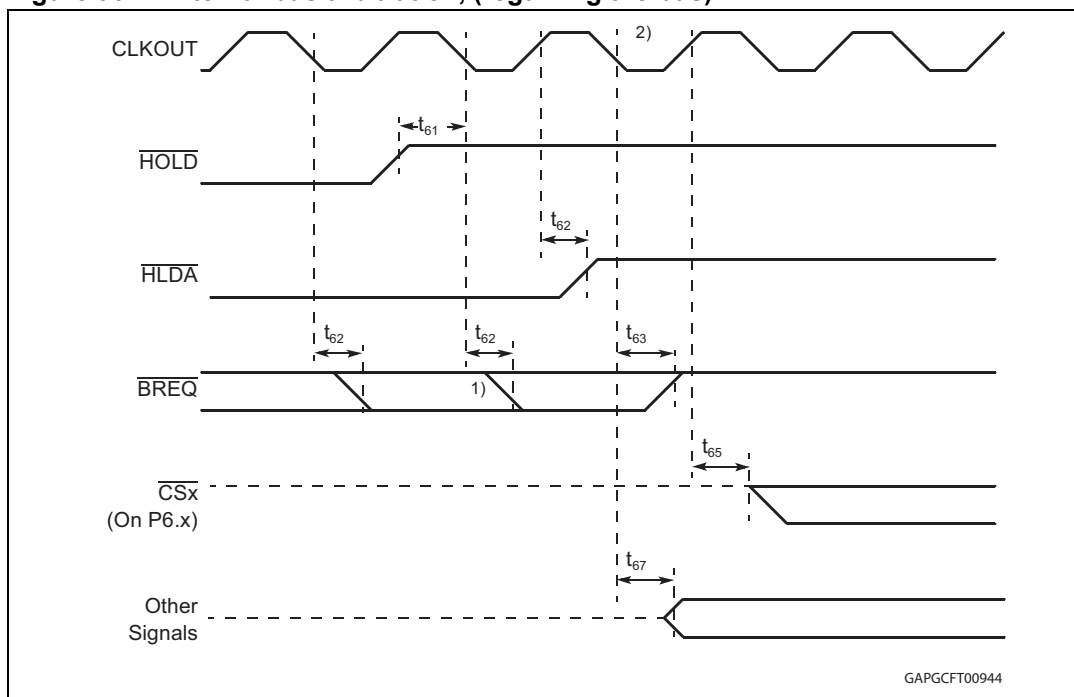 CLKOUT
2)
t61
HOLD
t62
HLDA
t62
t62
t63
BREQ
1)
t65
CSx
(On P6.x)
t67
Other
Signals
GAPGCFT00944